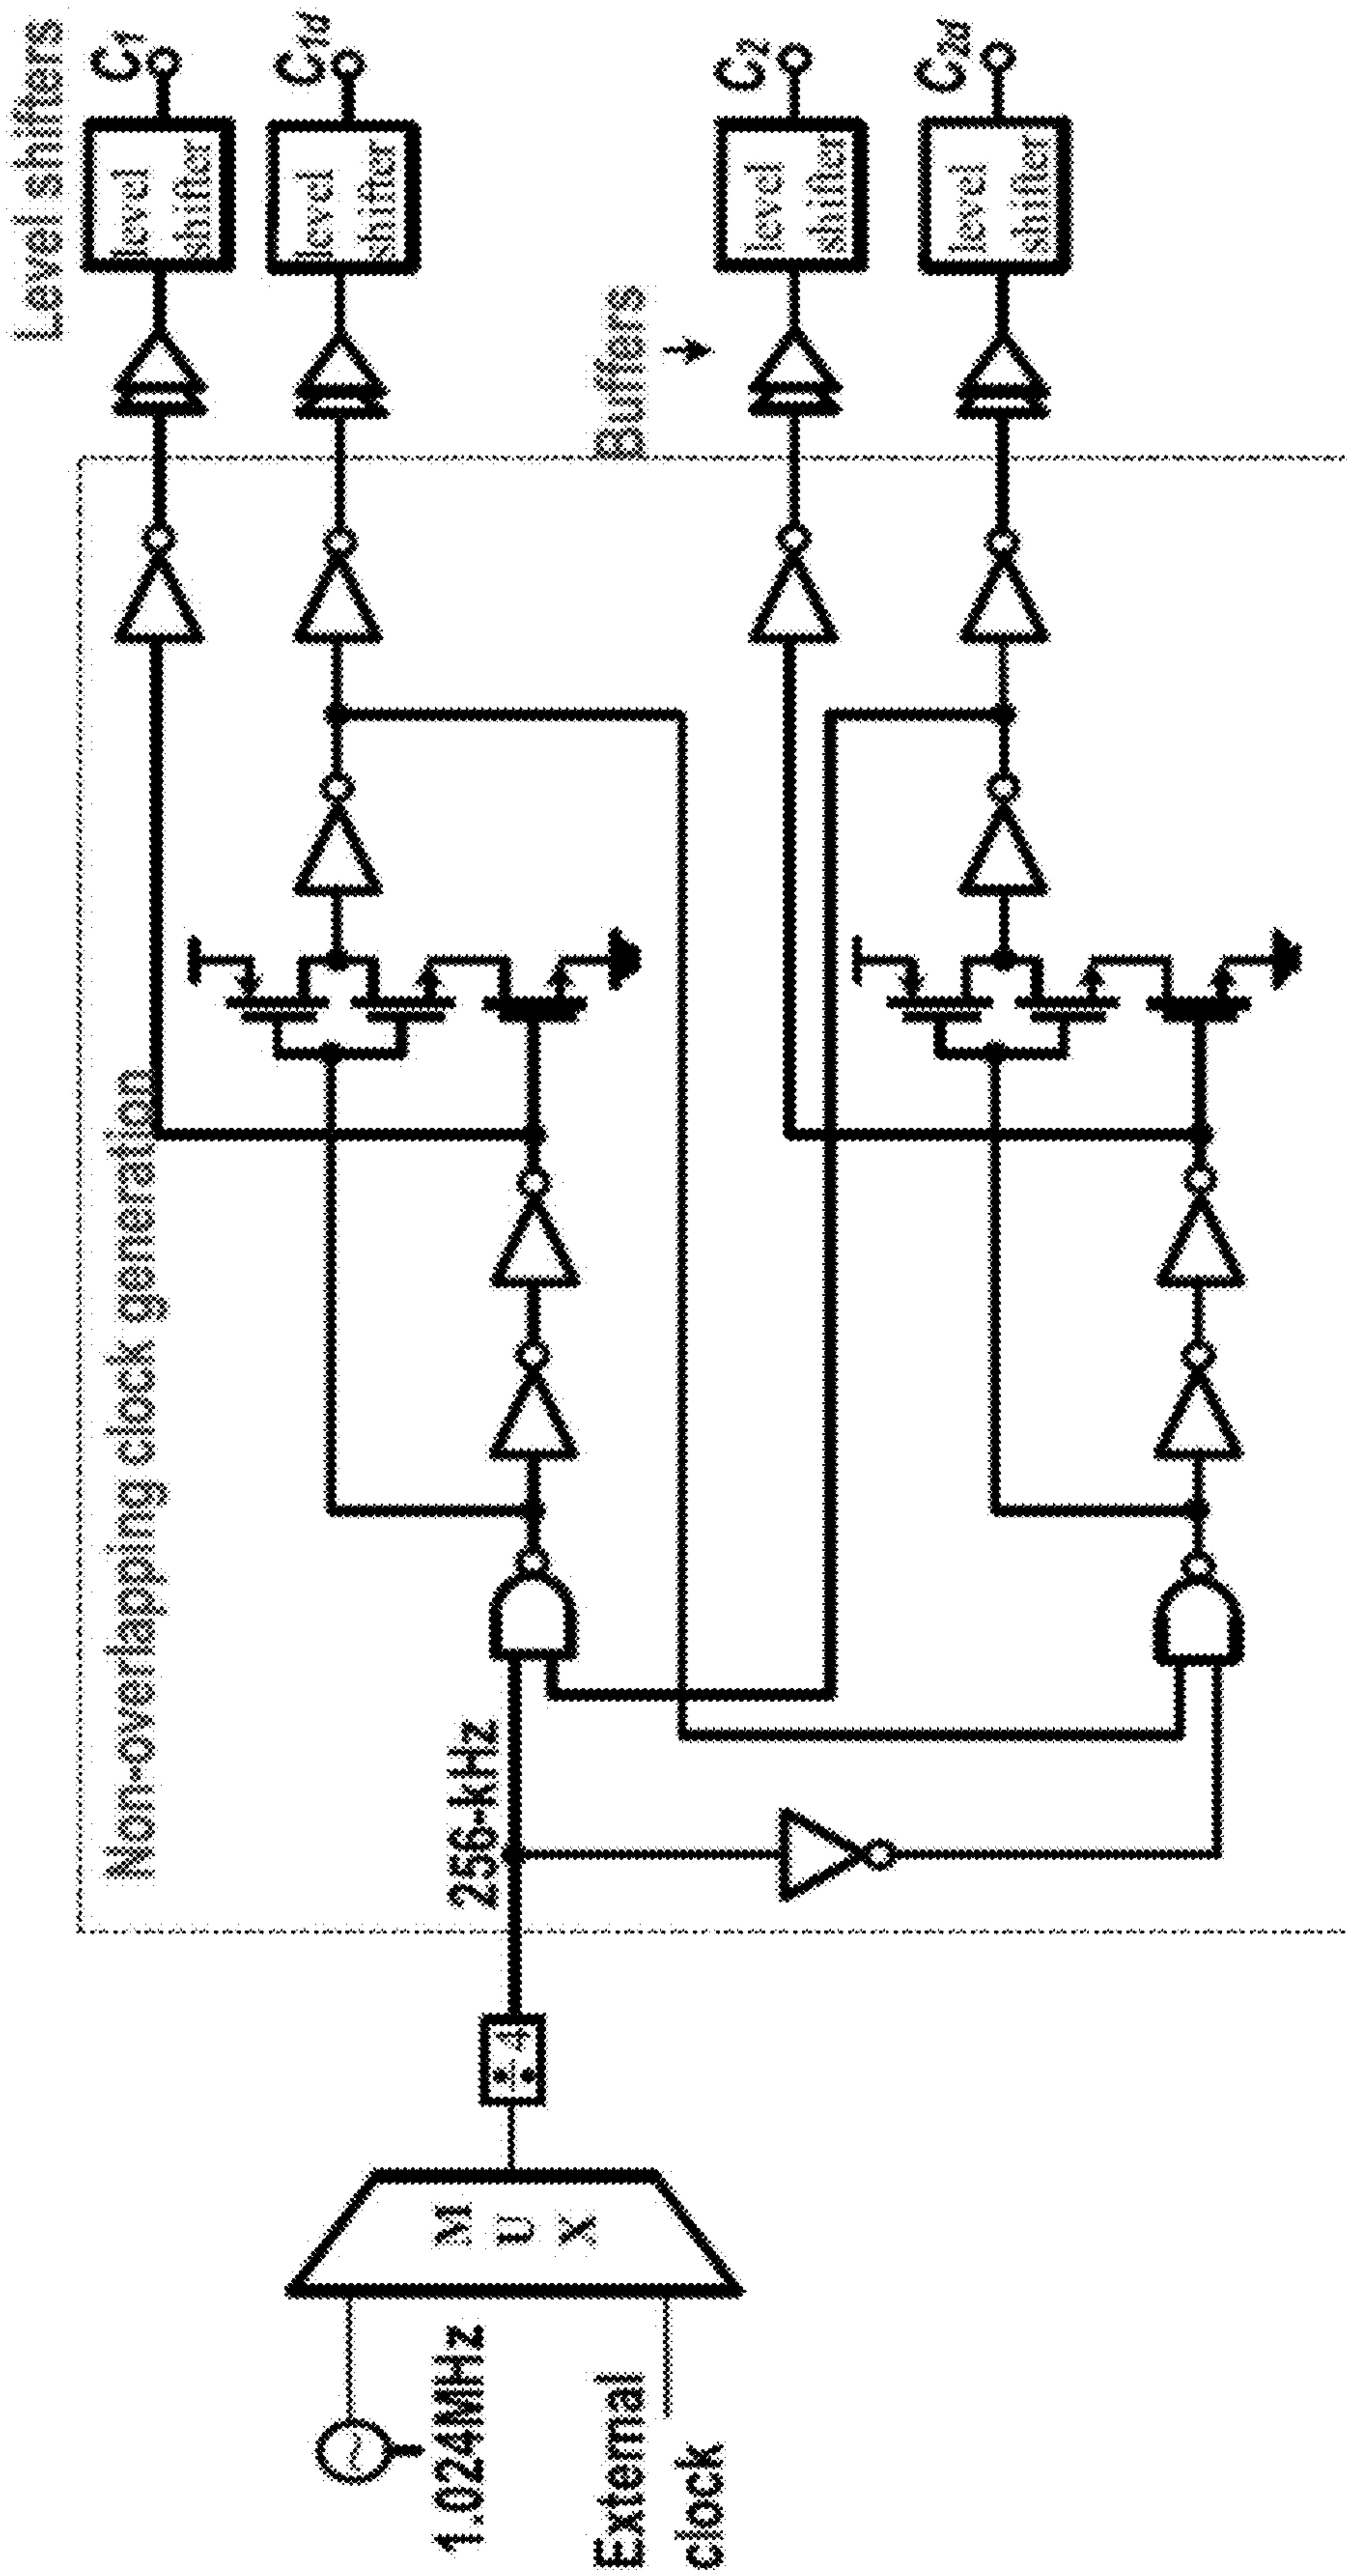 Level shifters
C1
level
shifter
C1d
level
shifter
Buffers
C2
level
shifter
C2d
level
shifter
Non-overlapping clock generation
256-kHz
÷ 4
M
U
X
~
1.024MHz
External
clock